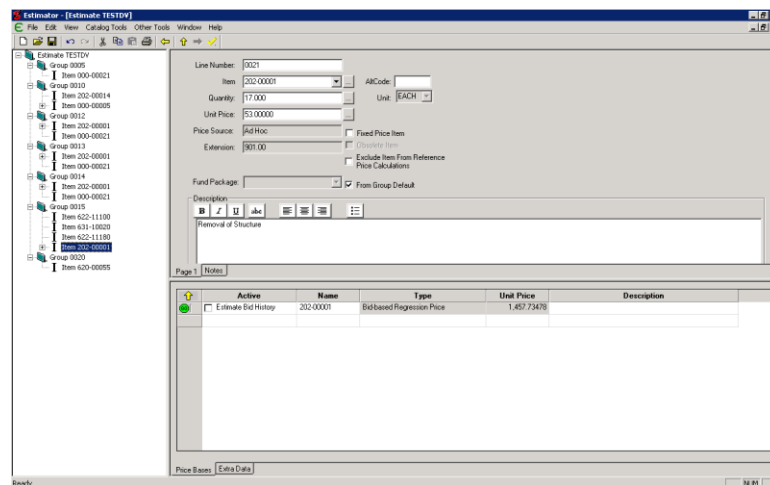 Estimator - [Estimate TESTDV]
File Edit View Catalog Tools Other Tools Window Help
Estimate TESTDV
Group 0005
Item 000-00021
Group 0010
Item 202-00014
Item 000-00005
Group 0012
Item 202-00001
Item 000-00021
Group 0013
Item 202-00001
Item 000-00021
Group 0014
Item 202-00001
Item 000-00021
Group 0015
Item 622-11100
Item 631-10020
Item 622-11180
Item 202-00001
Group 0020
Item 620-00055
Line Number: 0021
Item 202-00001 ... AltCode:
Quantity: 17.000 ... Unit: EACH
Unit Price: 53.00000 ...
Price Source: Ad Hoc Fixed Price Item
Extension: 901.00 Obsolete Item
Exclude Item From Reference
Price Calculations
Fund Package: From Group Default
Description
B I U abc
Removal of Structure
Page 1 Notes
Active Name Type Unit Price Description
GO Estimate Bid History 202-00001 Bid-based Regression Price 1,457.73478
Price Bases Extra Data
Ready NUM